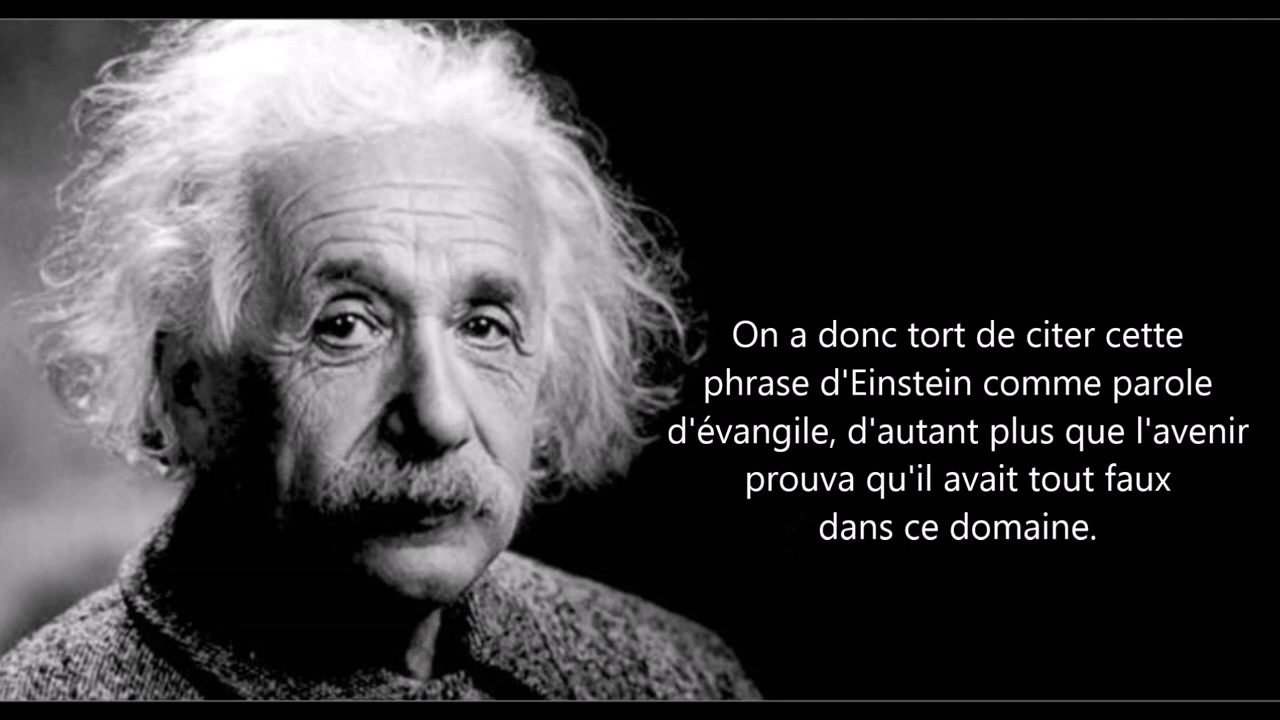 On a donc tort de citer cette
phrase d'Einstein comme parole
d'évangile, d'autant plus que l'avenir
prouva qu'il avait tout faux
dans ce domaine.